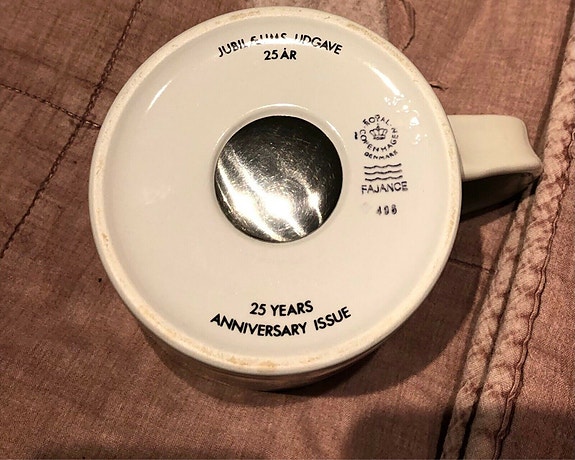 JUBILÆUMS UDGAVE
25 ÅR
ROYAL
COPENHAGEN
DENMARK
FAJANCE
25 YEARS
ANNIVERSARY ISSUE